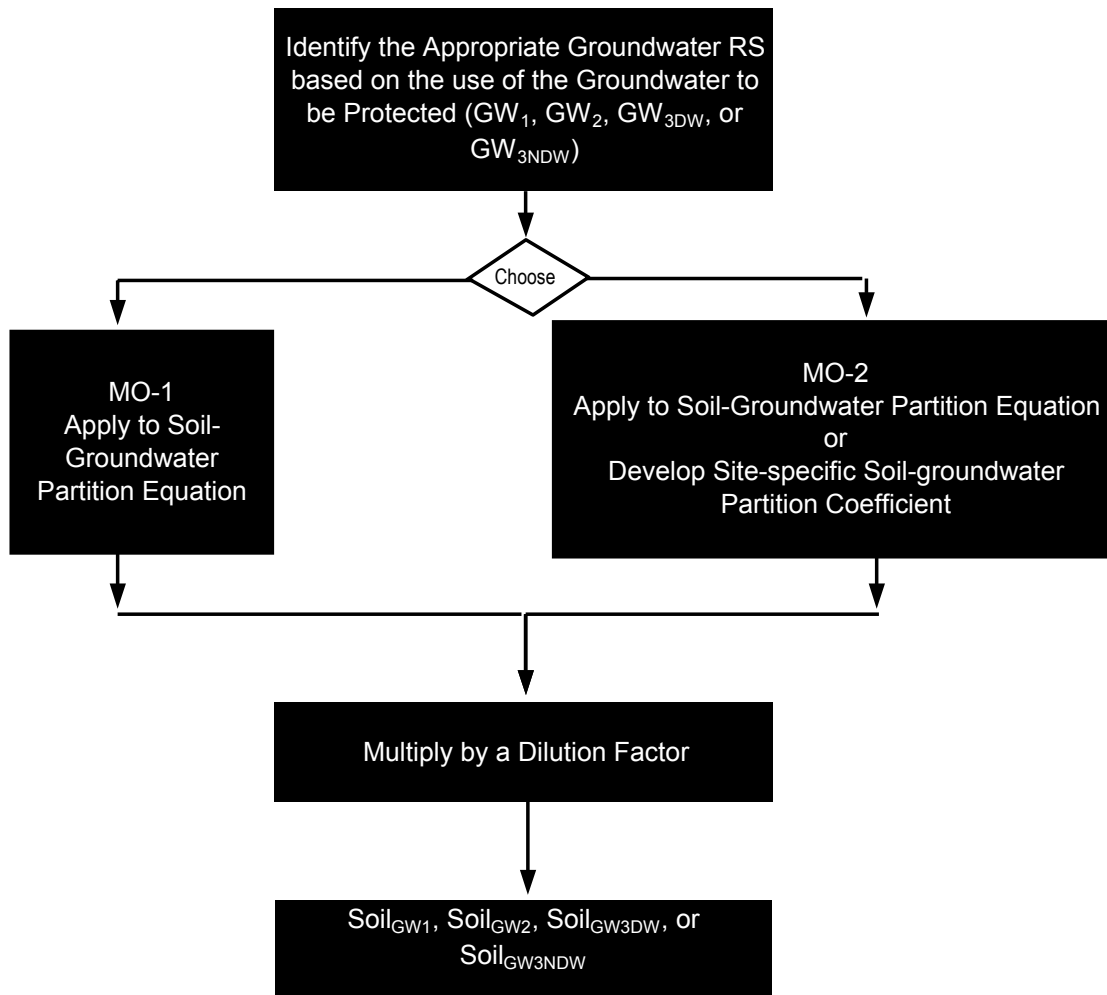 Identify the Appropriate Groundwater RS
based on the use of the Groundwater to
be Protected (GW₁, GW₂, GW₃DW, or
GW₃NDW)
Choose
MO-1
Apply to Soil-
Groundwater
Partition Equation
MO-2
Apply to Soil-Groundwater Partition Equation
or
Develop Site-specific Soil-groundwater
Partition Coefficient
Multiply by a Dilution Factor
SoilGW1, SoilGW2, SoilGW3DW, or
SoilGW3NDW